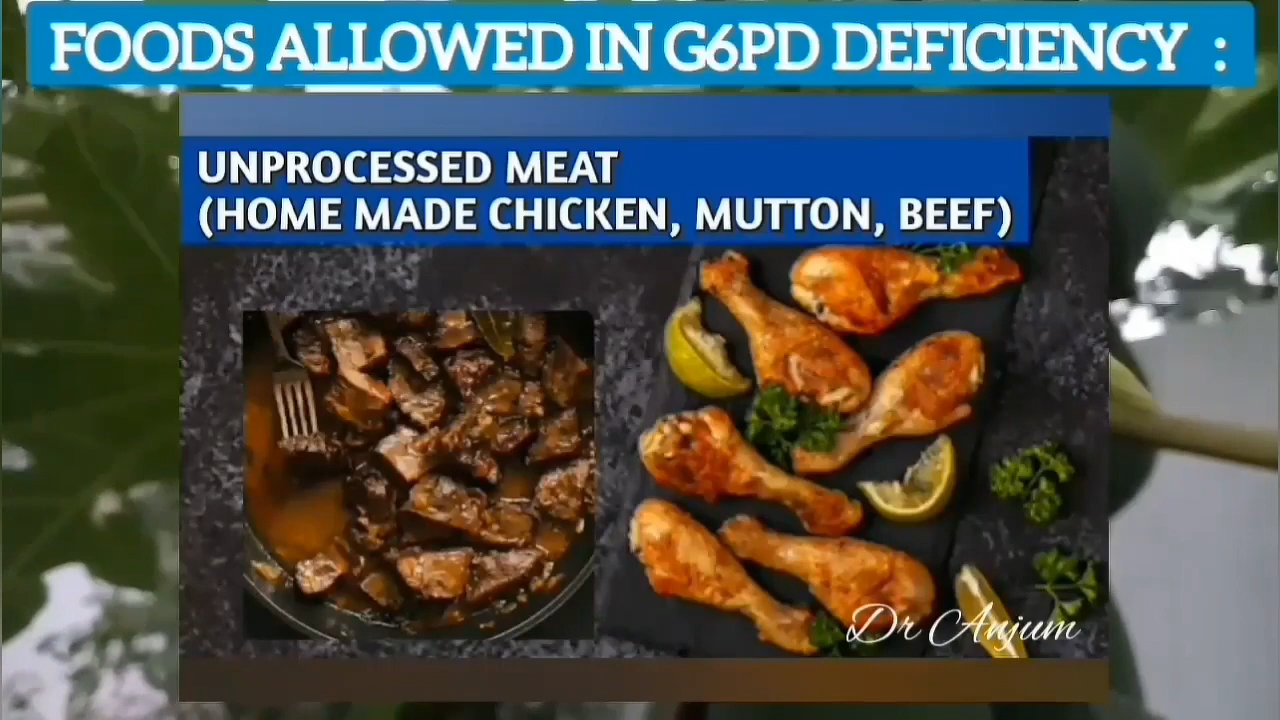 FOODS ALLOWED IN G6PD DEFICIENCY :
UNPROCESSED MEAT
(HOME MADE CHICKEN, MUTTON, BEEF)
Dr Anjum